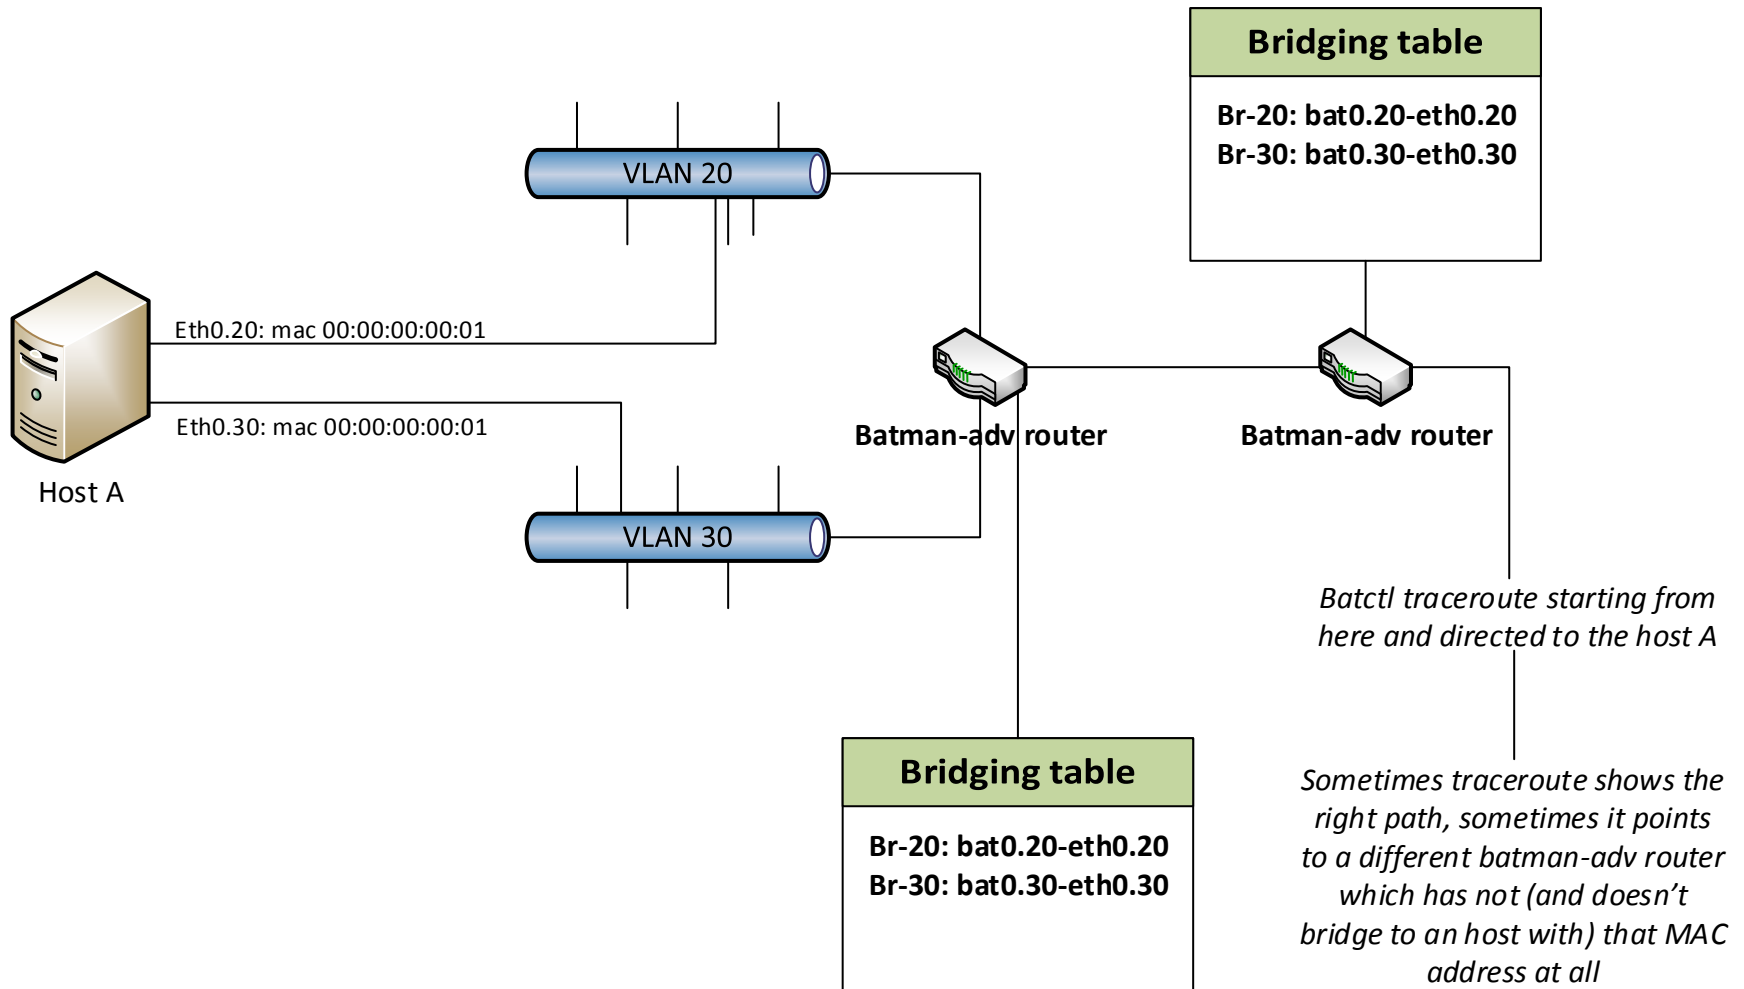 Bridging table
Br-20: bat0.20-eth0.20
Br-30: bat0.30-eth0.30
VLAN 20
Eth0.20: mac 00:00:00:00:01
Eth0.30: mac 00:00:00:00:01
Host A
Batman-adv router
Batman-adv router
VLAN 30
Batctl traceroute starting from
here and directed to the host A
Bridging table
Br-20: bat0.20-eth0.20
Br-30: bat0.30-eth0.30
Sometimes traceroute shows the
right path, sometimes it points
to a different batman-adv router
which has not (and doesn’t
bridge to an host with) that MAC
address at all